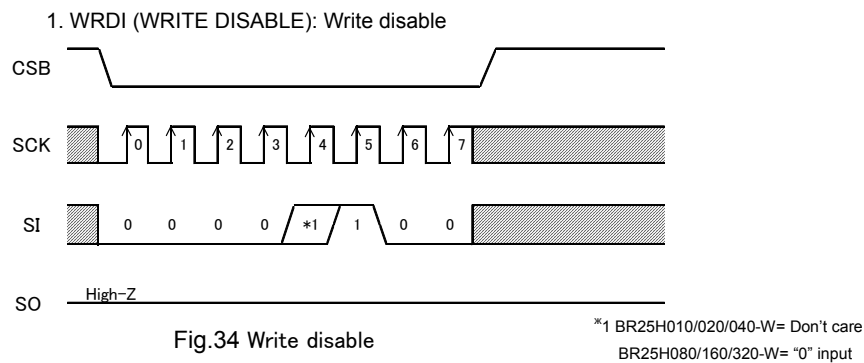 1. WRDI (WRITE DISABLE): Write disable
CSB
SCK 0 1 2 3 4 5 6 7
SI 0 0 0 0 *1 1 0 0
SO High-Z
Fig.34 Write disable
*1 BR25H010/020/040-W= Don't care
BR25H080/160/320-W= “0” input